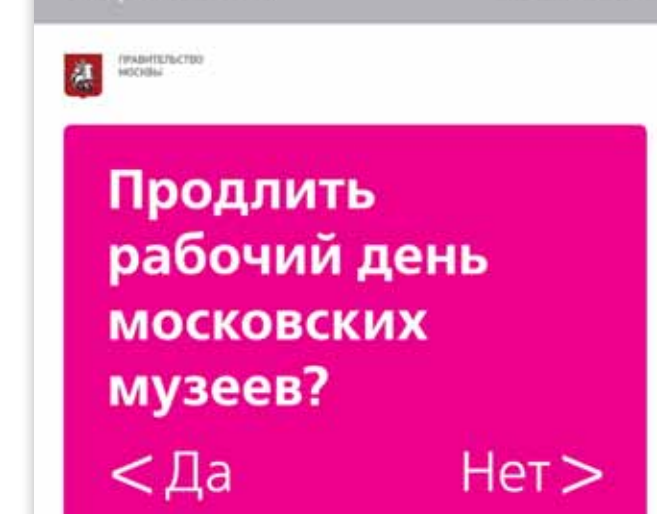 ПРАВИТЕЛЬСТВО
МОСКВЫ
Продлить
рабочий день
московских
музеев?
< Да Нет >